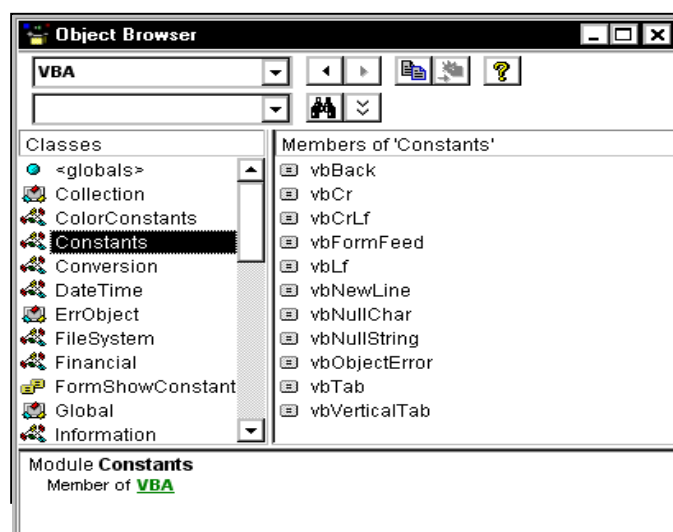 Object Browser
VBA
Classes
<globals>
Collection
ColorConstants
Constants
Conversion
DateTime
ErrObject
FileSystem
Financial
FormShowConstant
Global
Information
Members of 'Constants'
vbBack
vbCr
vbCrLf
vbFormFeed
vbLf
vbNewLine
vbNullChar
vbNullString
vbObjectError
vbTab
vbVerticalTab
Module Constants
Member of VBA